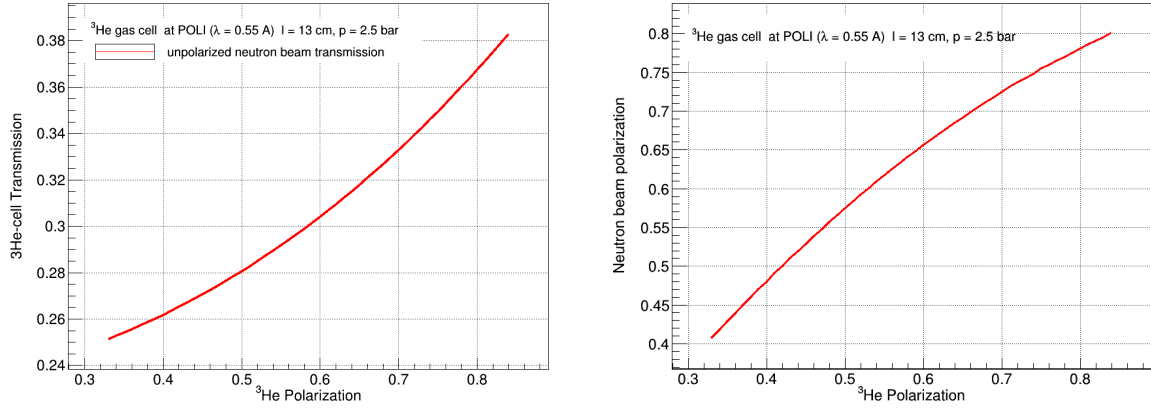 ³He gas cell at POLI (λ = 0.55 A) l = 13 cm, p = 2.5 bar
unpolarized neutron beam transmission
3He-cell Transmission
0.38
0.36
0.34
0.32
0.3
0.28
0.26
0.24
0.3 0.4 0.5 0.6 0.7 0.8
³He Polarization
³He gas cell at POLI (λ = 0.55 A) l = 13 cm, p = 2.5 bar
Neutron beam polarization
0.8
0.75
0.7
0.65
0.6
0.55
0.5
0.45
0.4
0.3 0.4 0.5 0.6 0.7 0.8
³He Polarization